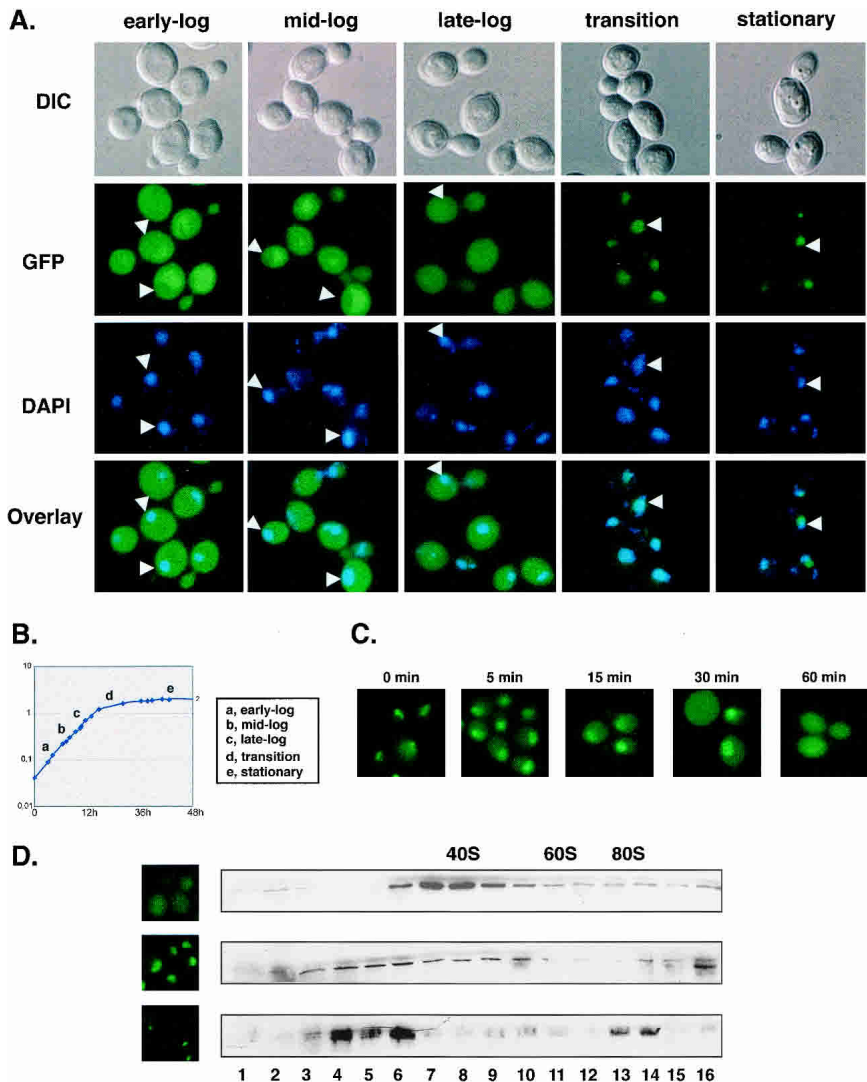 A.
early-log mid-log late-log transition stationary
DIC
GFP
DAPI
Overlay
B.
10
1
0,1
0.01
0 12h 36h 48h
a b c d e 2
a, early-log
b, mid-log
c, late-log
d, transition
e, stationary
C.
0 min 5 min 15 min 30 min 60 min
D.
40S 60S 80S
1 2 3 4 5 6 7 8 9 10 11 12 13 14 15 16